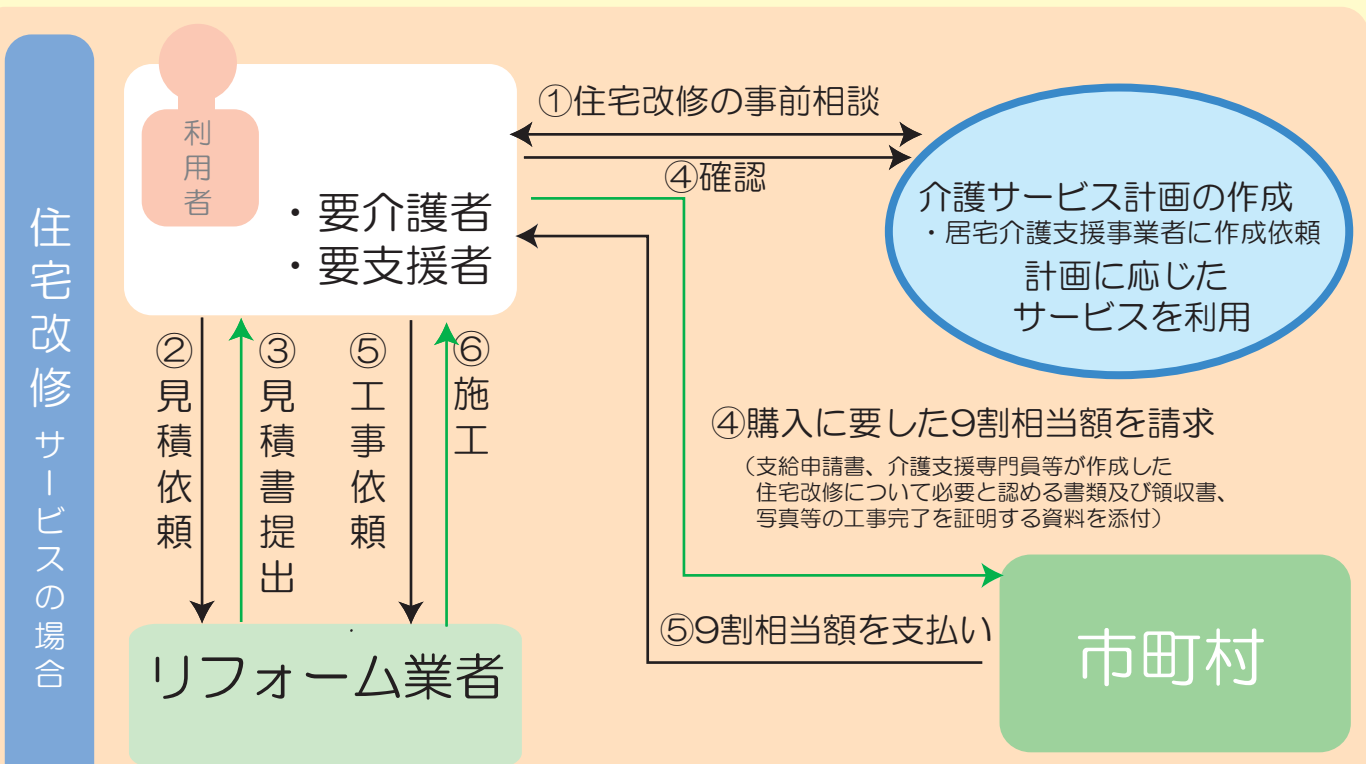 住宅改修サービスの場合
利用者
・要介護者
・要支援者
①住宅改修の事前相談
④確認
介護サービス計画の作成
・居宅介護支援事業者に作成依頼
計画に応じた
サービスを利用
②見積依頼
③見積書提出
⑤工事依頼
⑥施工
④購入に要した9割相当額を請求
（支給申請書、介護支援専門員等が作成した
住宅改修について必要と認める書類及び領収書、
写真等の工事完了を証明する資料を添付）
⑤9割相当額を支払い
リフォーム業者
市町村